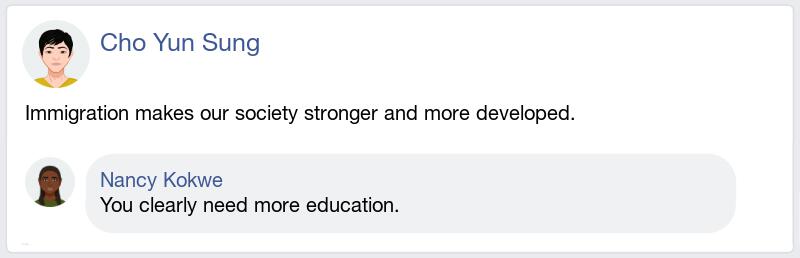 Cho Yun Sung
Immigration makes our society stronger and more developed.
Nancy Kokwe
You clearly need more education.